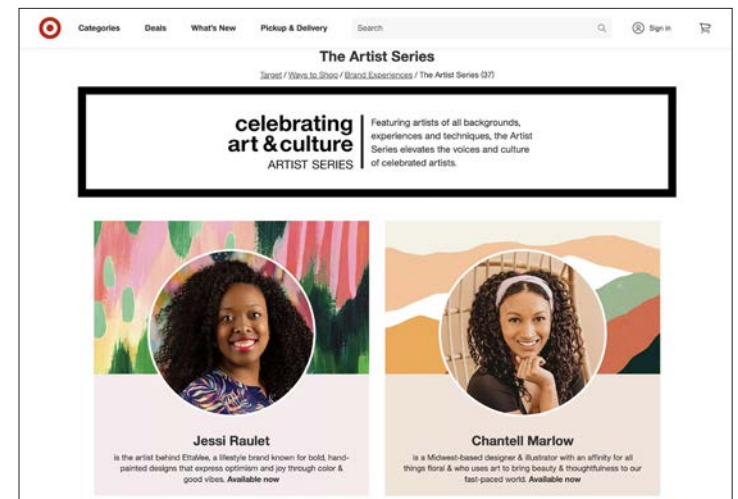 Categories Deals What's New Pickup & Delivery Search Sign in
The Artist Series
Target / Ways to Shop / Brand Experiences / The Artist Series (37)
celebrating
art & culture
ARTIST SERIES
Featuring artists of all backgrounds,
experiences and techniques, the Artist
Series elevates the voices and culture
of celebrated artists.
Jessi Raulet
is the artist behind EttaVee, a lifestyle brand known for bold, hand-
painted designs that express optimism and joy through color &
good vibes. Available now
Chantell Marlow
is a Midwest-based designer & illustrator with an affinity for all
things floral & who uses art to bring beauty & thoughtfulness to our
fast-paced world. Available now